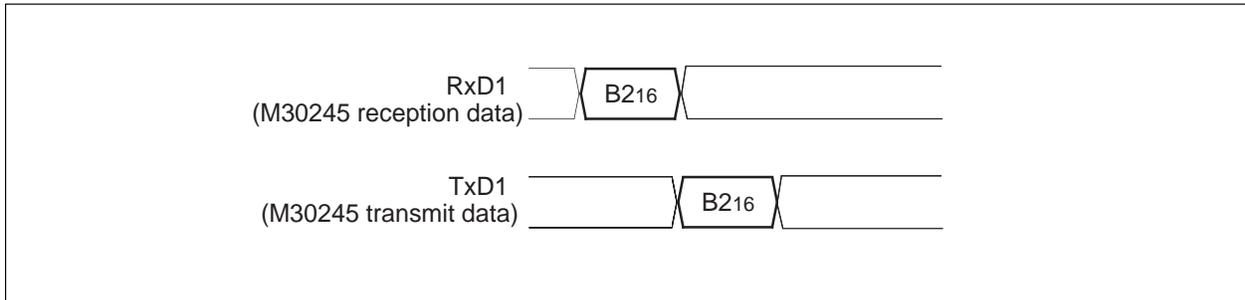 RxD1
(M30245 reception data)
B216
TxD1
(M30245 transmit data)
B216